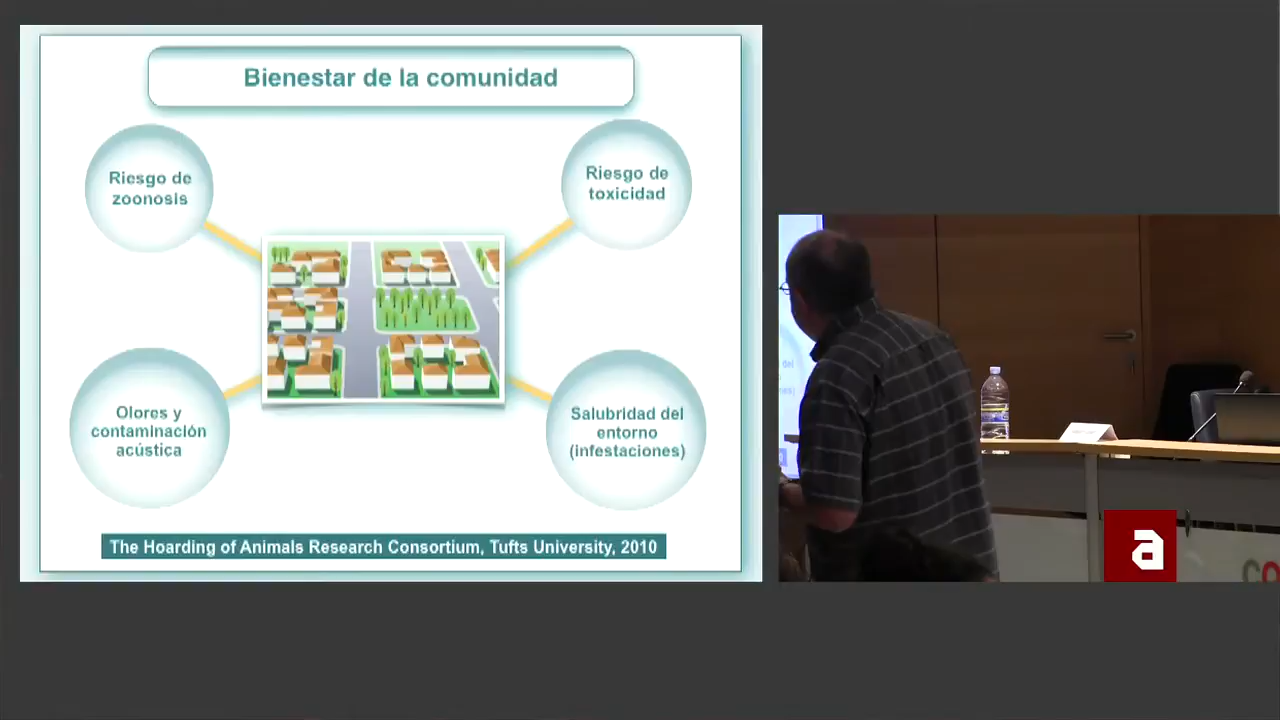 Bienestar de la comunidad
Riesgo de
zoonosis
Riesgo de
toxicidad
Olores y
contaminación
acústica
Salubridad del
entorno
(infestaciones)
The Hoarding of Animals Research Consortium, Tufts University, 2010
a
co